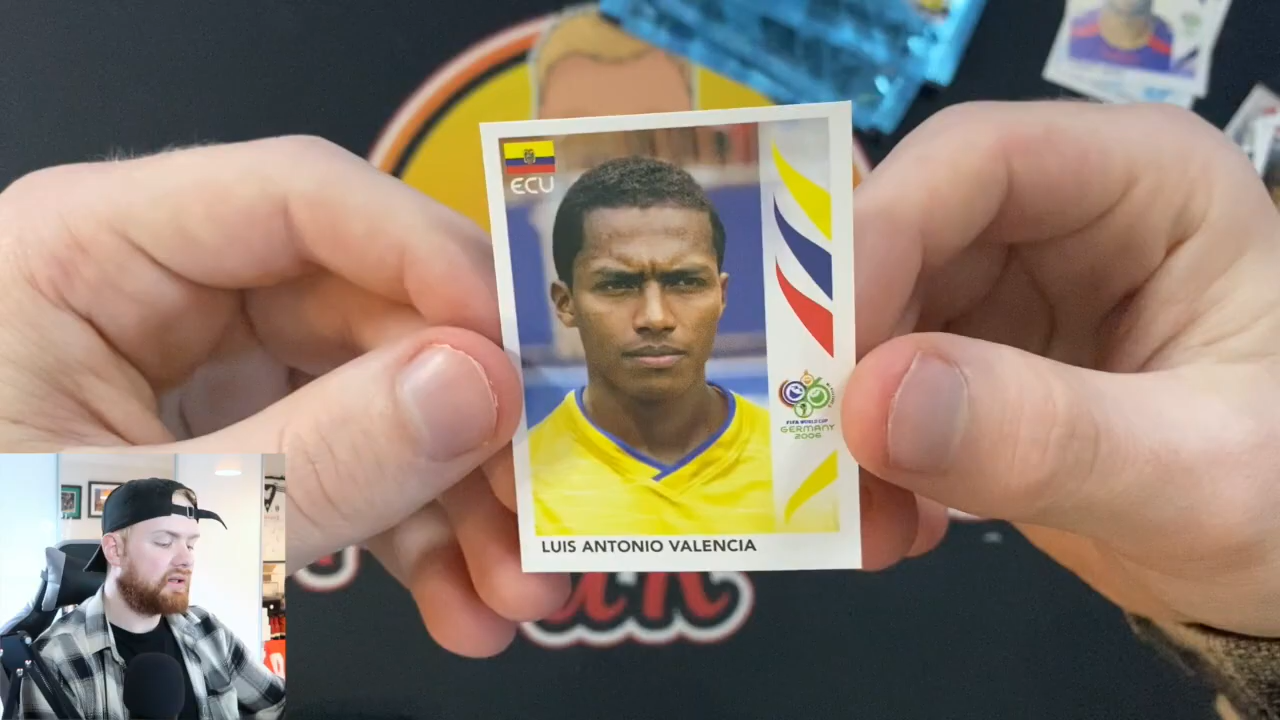 ECU
FIFA WORLD CUP
GERMANY
2006
LUIS ANTONIO VALENCIA